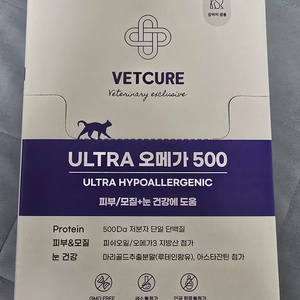 VETCURE
Veterinary exclusive
ULTRA 오메가 500
ULTRA HYPOALLERGENIC
피부/모질+눈 건강에 도움
Protein 500Da 저분자 단일 단백질
피부&모질 피쉬오일/오메가3 지방산 첨가
눈 건강 마리골드추출분말(루테인함유), 아스타잔틴 첨가
GMO FREE